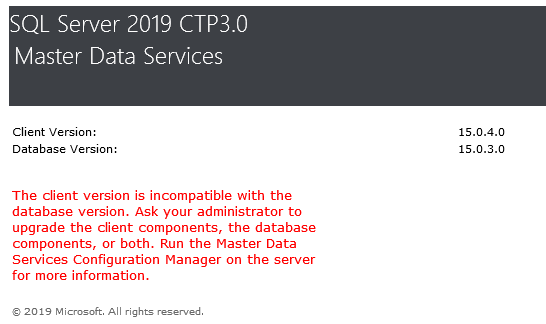 SQL Server 2019 CTP3.0
Master Data Services
Client Version: 15.0.4.0
Database Version: 15.0.3.0
The client version is incompatible with the
database version. Ask your administrator to
upgrade the client components, the database
components, or both. Run the Master Data
Services Configuration Manager on the server
for more information.
© 2019 Microsoft. All rights reserved.